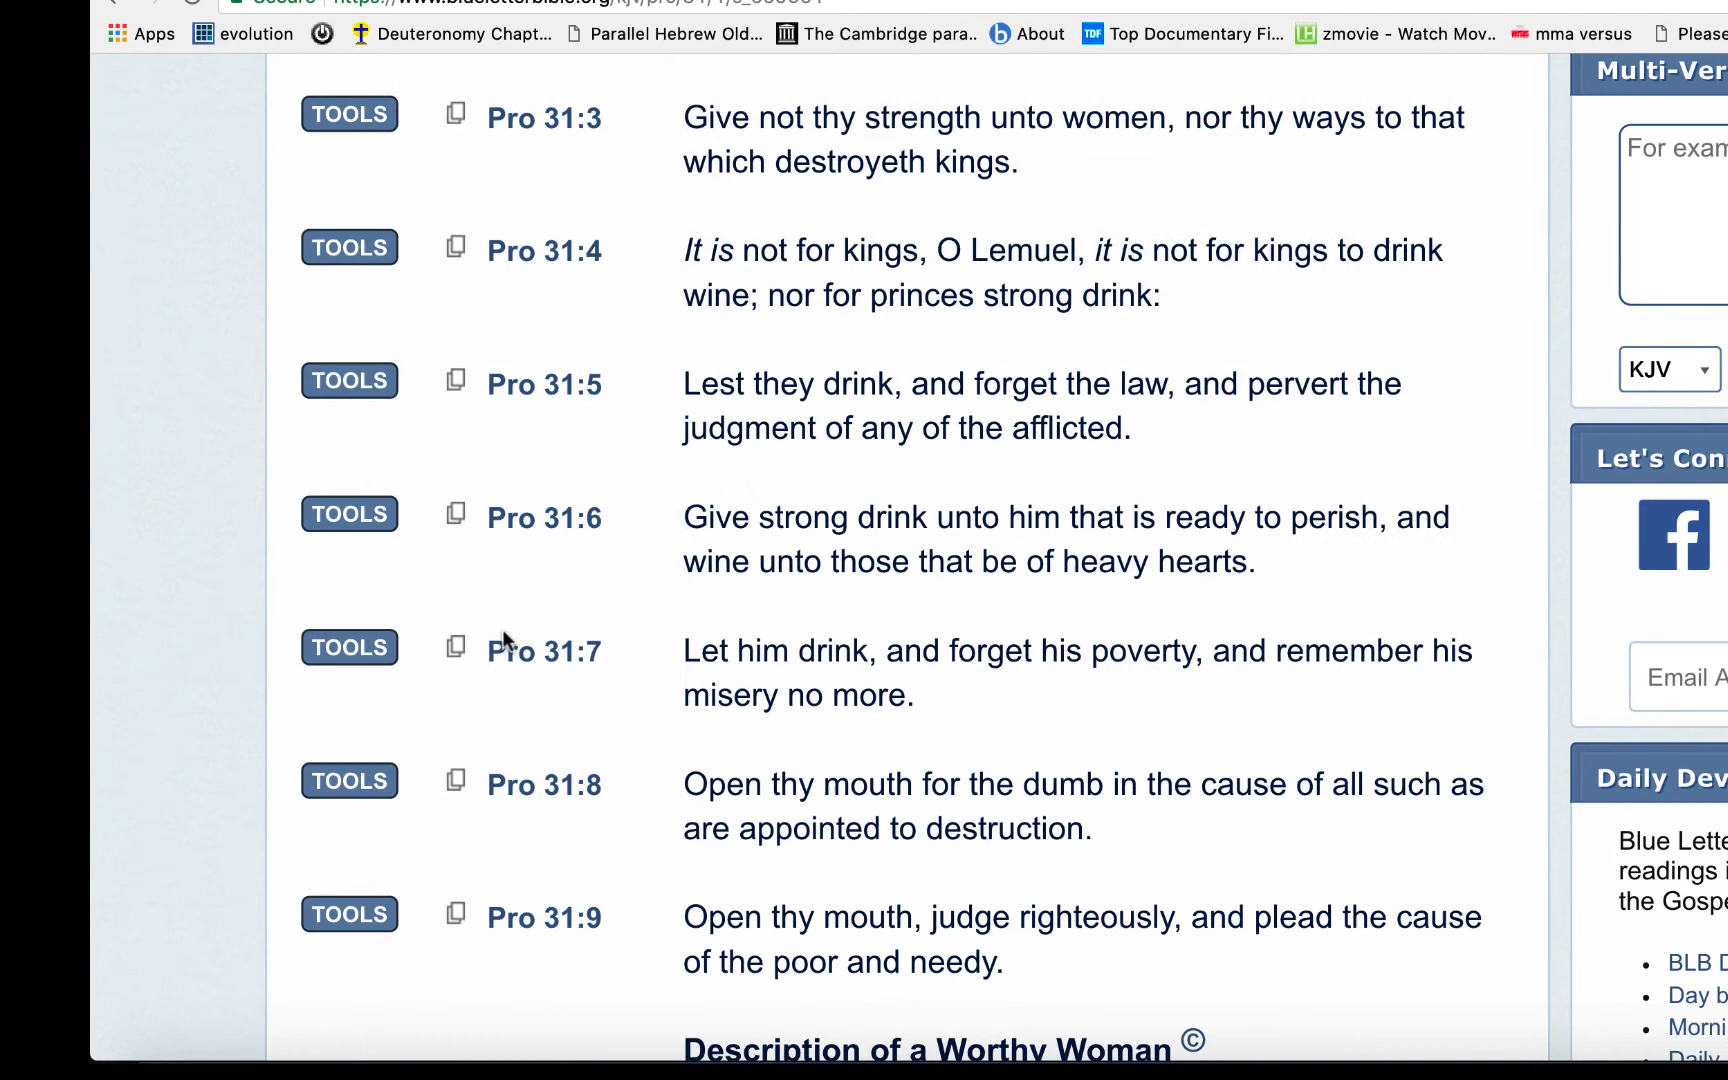 Apps evolution Deuteronomy Chapt... Parallel Hebrew Old... The Cambridge para.. About TDF Top Documentary Fi... zmovie - Watch Mov.. mma versus Please
Multi-Ver
For exam
KJV
TOOLS Pro 31:3 Give not thy strength unto women, nor thy ways to that
which destroyeth kings.
TOOLS Pro 31:4 It is not for kings, O Lemuel, it is not for kings to drink
wine; nor for princes strong drink:
TOOLS Pro 31:5 Lest they drink, and forget the law, and pervert the
judgment of any of the afflicted.
TOOLS Pro 31:6 Give strong drink unto him that is ready to perish, and
wine unto those that be of heavy hearts.
TOOLS Pro 31:7 Let him drink, and forget his poverty, and remember his
misery no more.
TOOLS Pro 31:8 Open thy mouth for the dumb in the cause of all such as
are appointed to destruction.
TOOLS Pro 31:9 Open thy mouth, judge righteously, and plead the cause
of the poor and needy.
Description of a Worthy Woman ©
Let's Con
Email A
Daily Dev
Blue Lette
readings i
the Gospe
BLB D
Day b
Morni
Daily